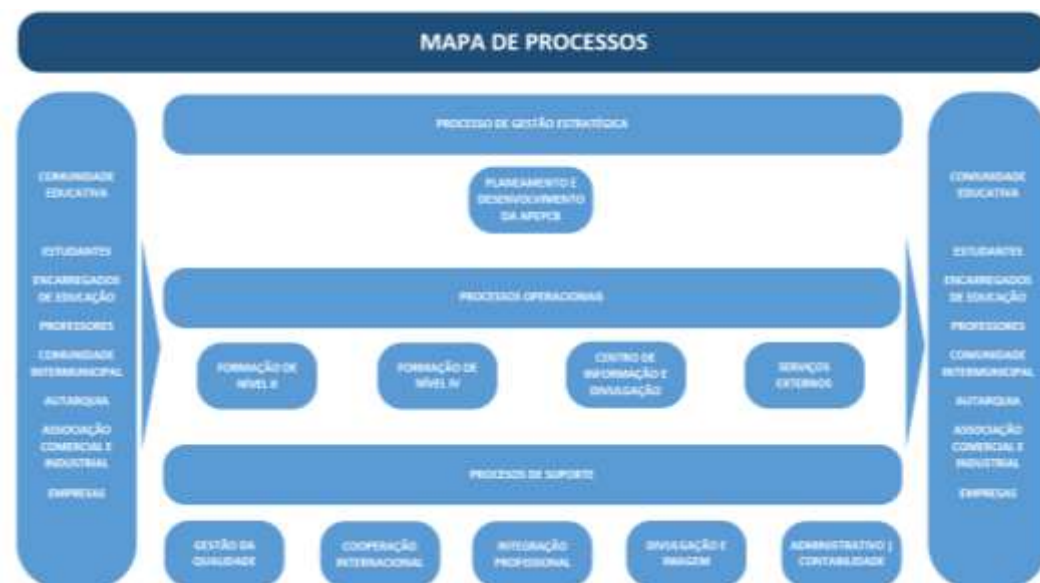 MAPA DE PROCESSOS
COMUNIDADE
EDUCATIVA
ESTUDANTES
ENCARREGADOS
DE EDUCAÇÃO
PROFESSORES
COMUNIDADE
INTERMUNICIPAL
AUTARQUIA
ASSOCIAÇÃO
COMERCIAL E
INDUSTRIAL
EMPRESAS
PROCESSO DE GESTÃO ESTRATÉGICA
PLANEAMENTO E
DESENVOLVIMENTO
DA APEPCB
PROCESSOS OPERACIONAIS
FORMAÇÃO DE
NÍVEL II
FORMAÇÃO DE
NÍVEL IV
CENTRO DE
INFORMAÇÃO E
DIVULGAÇÃO
SERVIÇOS
EXTERNOS
PROCESOS DE SUPORTE
GESTÃO DA
QUALIDADE
COOPERAÇÃO
INTERNACIONAL
INTEGRAÇÃO
PROFISSIONAL
DIVULGAÇÃO E
IMAGEM
ADMINISTRATIVO |
CONTABILIDADE
COMUNIDADE
EDUCATIVA
ESTUDANTES
ENCARREGADOS
DE EDUCAÇÃO
PROFESSORES
COMUNIDADE
INTERMUNICIPAL
AUTARQUIA
ASSOCIAÇÃO
COMERCIAL E
INDUSTRIAL
EMPRESAS